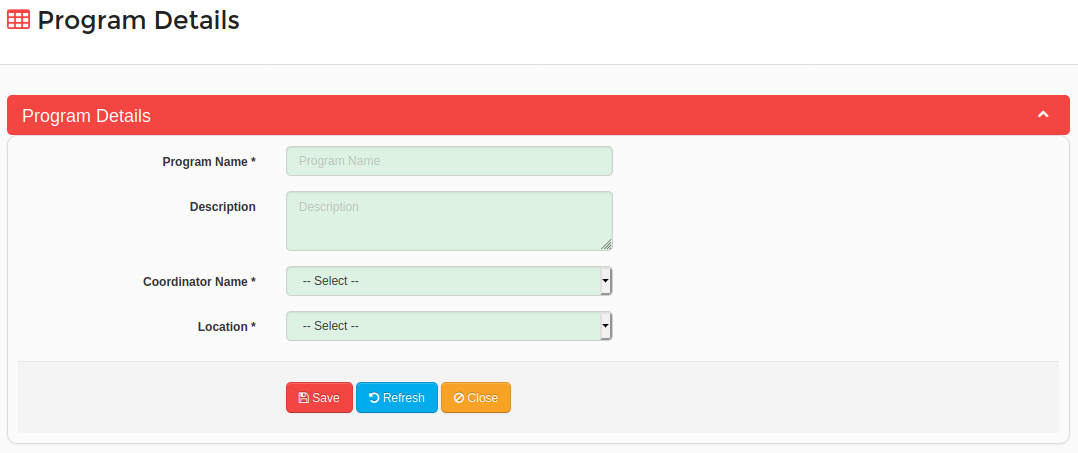 Program Details
Program Details
Program Name *
Program Name
Description
Description
Coordinator Name *
-- Select --
Location *
-- Select --
Save Refresh Close